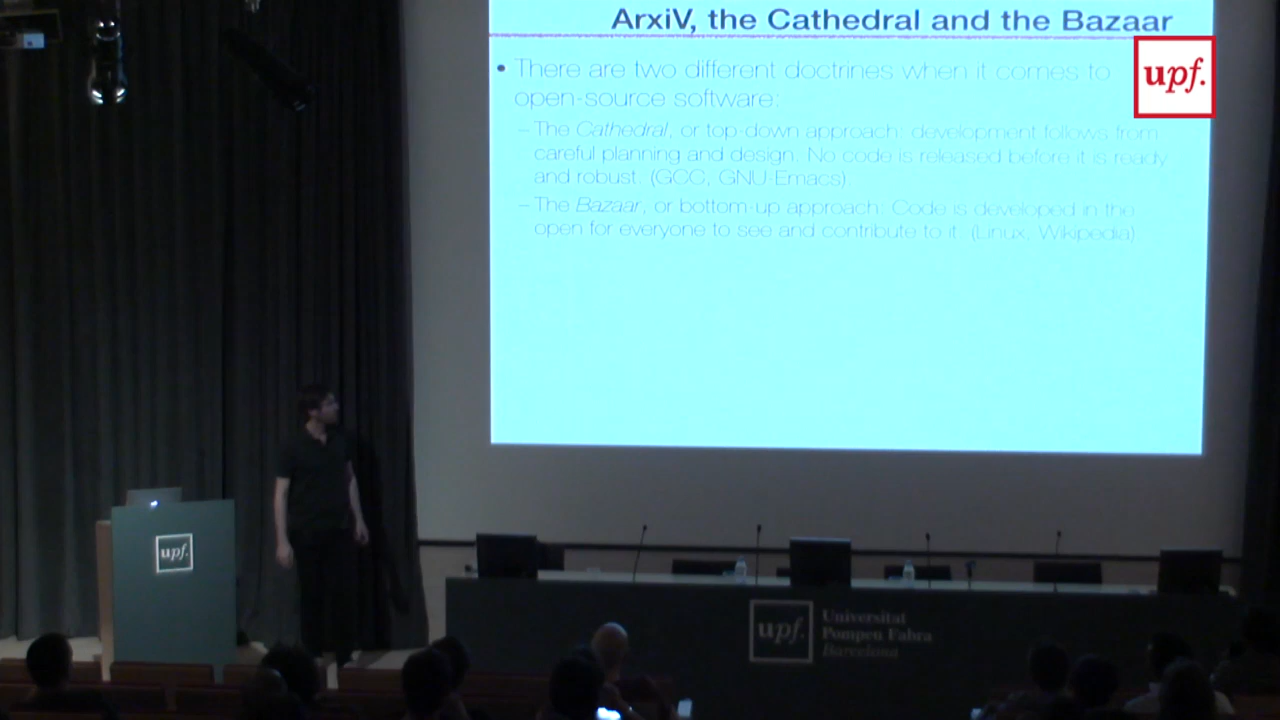 ArxiV, the Cathedral and the Bazaar
upf.
• There are two different doctrines when it comes to
open-source software:
– The Cathedral, or top-down approach: development follows from
careful planning and design. No code is released before it is ready
and robust. (GCC, GNU-Emacs)
– The Bazaar, or bottom-up approach: Code is developed in the
open for everyone to see and contribute to it. (Linux, Wikipedia)
upf.
upf.
Universitat
Pompeu Fabra
Barcelona